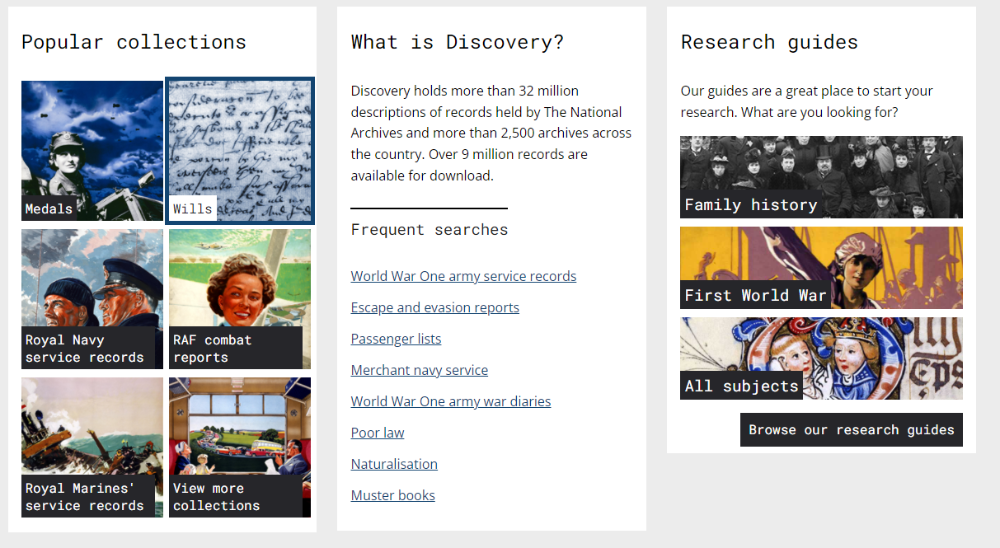 Popular collections
Medals
Wills
Royal Navy
service records
RAF combat
reports
Royal Marines'
service records
View more
collections
What is Discovery?
Discovery holds more than 32 million
descriptions of records held by The National
Archives and more than 2,500 archives across
the country. Over 9 million records are
available for download.
Frequent searches
World War One army service records
Escape and evasion reports
Passenger lists
Merchant navy service
World War One army war diaries
Poor law
Naturalisation
Muster books
Research guides
Our guides are a great place to start your
research. What are you looking for?
Family history
First World War
All subjects
Browse our research guides